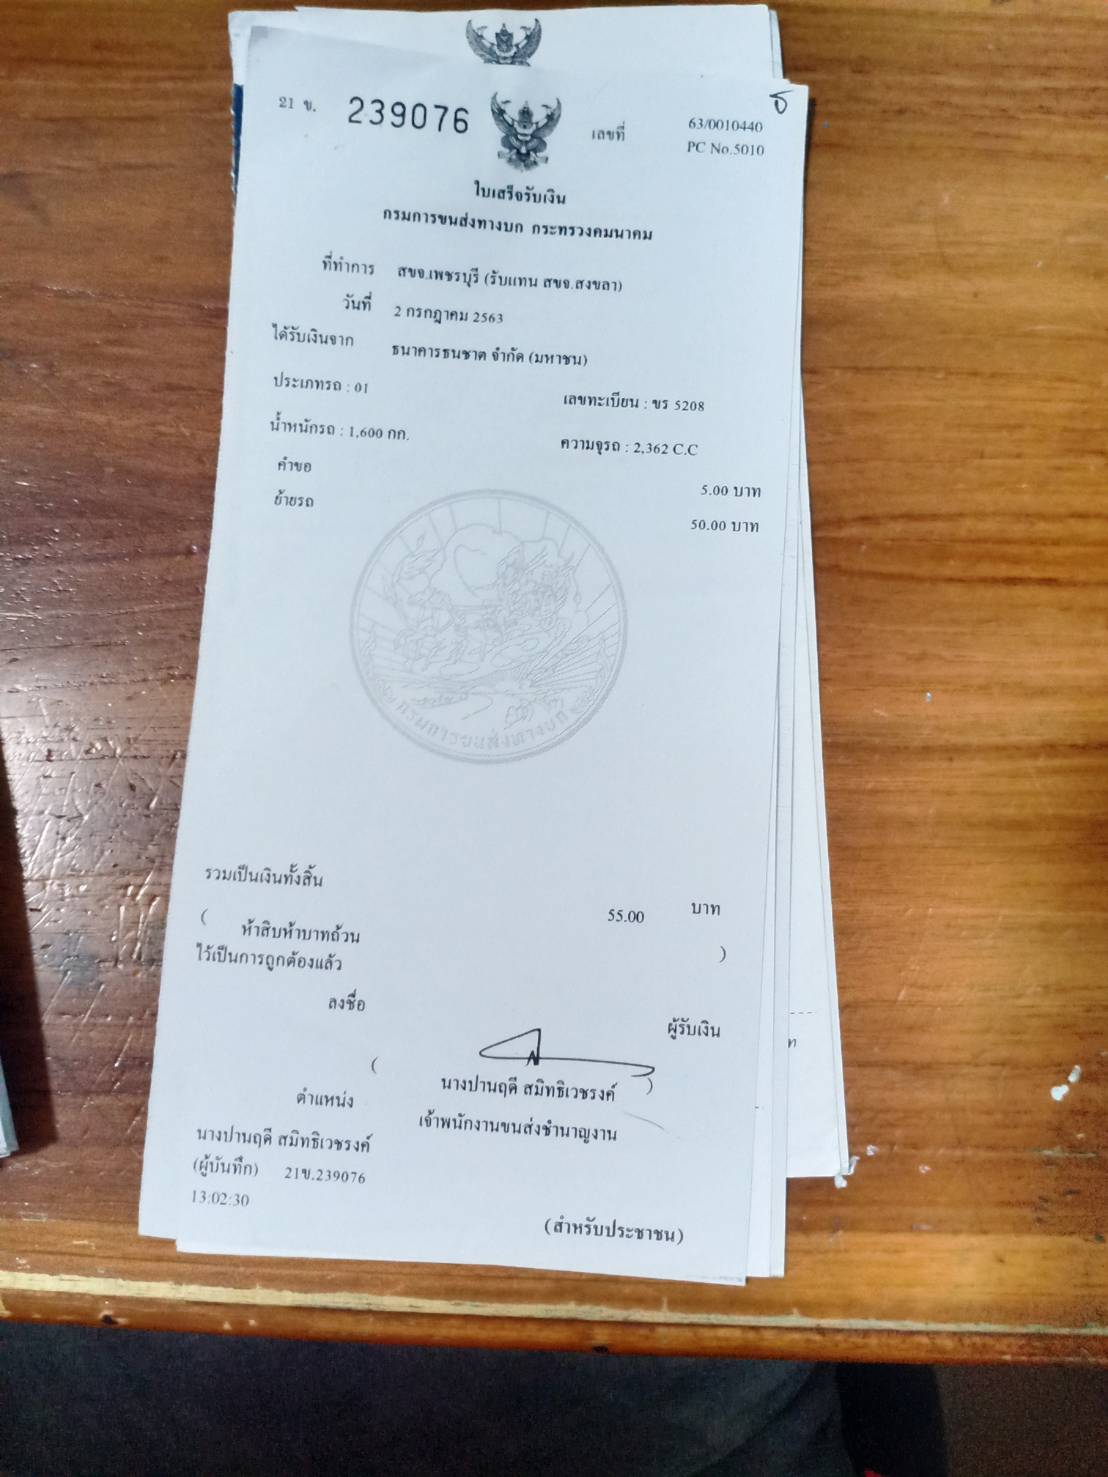 21 ข. 239076 เลขที่ 63/0010440
PC No.5010
ใบเสร็จรับเงิน
กรมการขนส่งทางบก กระทรวงคมนาคม
ที่ทำการ สขจ.เพชรบุรี (รับแทน สขจ.สงขลา)
วันที่ 2 กรกฎาคม 2563
ได้รับเงินจาก ธนาคารธนชาต จำกัด (มหาชน)
ประเภทรถ : 01 เลขทะเบียน : ขร 5208
น้ำหนักรถ : 1,600 กก. ความจุรถ : 2,362 C.C
คำขอ 5.00 บาท
ย้ายรถ 50.00 บาท
กรมการขนส่งทางบก
รวมเป็นเงินทั้งสิ้น 55.00 บาท
( ห้าสิบห้าบาทถ้วน )
ไว้เป็นการถูกต้องแล้ว
ลงชื่อ ผู้รับเงิน
( นางปานฤดี สมิทธิเวชรงค์ )
ตำแหน่ง เจ้าพนักงานขนส่งชำนาญงาน
นางปานฤดี สมิทธิเวชรงค์
(ผู้บันทึก) 21ข.239076
13:02:30
(สำหรับประชาชน)